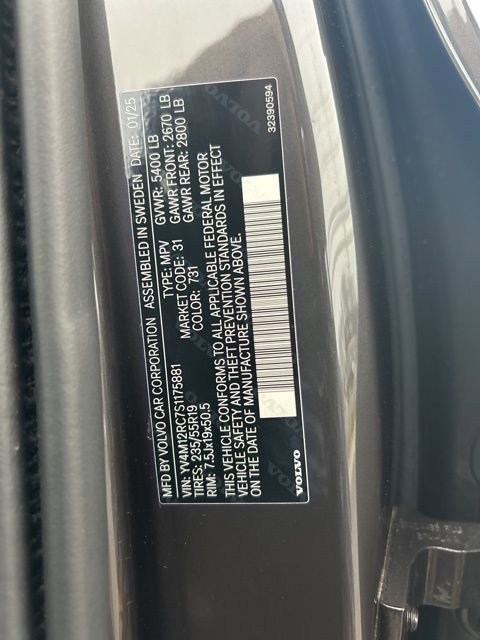 MFD BY VOLVO CAR CORPORATION ASSEMBLED IN SWEDEN DATE: 01/25
VIN: YV4M12RC7S1175881 TYPE: MPV GVWR: 5400 LB
TIRES: 235/55R19 MARKET CODE: 31 GAWR FRONT: 2670 LB
RIM: 7.5Jx19x50.5 COLOR: 731 GAWR REAR: 2800 LB
THIS VEHICLE CONFORMS TO ALL APPLICABLE FEDERAL MOTOR
VEHICLE SAFETY AND THEFT PREVENTION STANDARDS IN EFFECT
ON THE DATE OF MANUFACTURE SHOWN ABOVE.
VOLVO 32390594